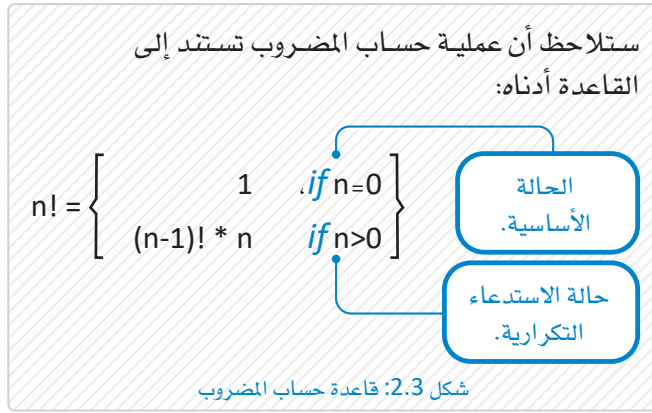 ستلاحظ أن عملية حساب المضروب تستند إلى
القاعدة أدناه:
n! = { 1 ، if n=0
(n-1)! * n if n>0 }
الحالة
الأساسية.
حالة الاستدعاء
التكرارية.
شكل 2.3: قاعدة حساب المضروب